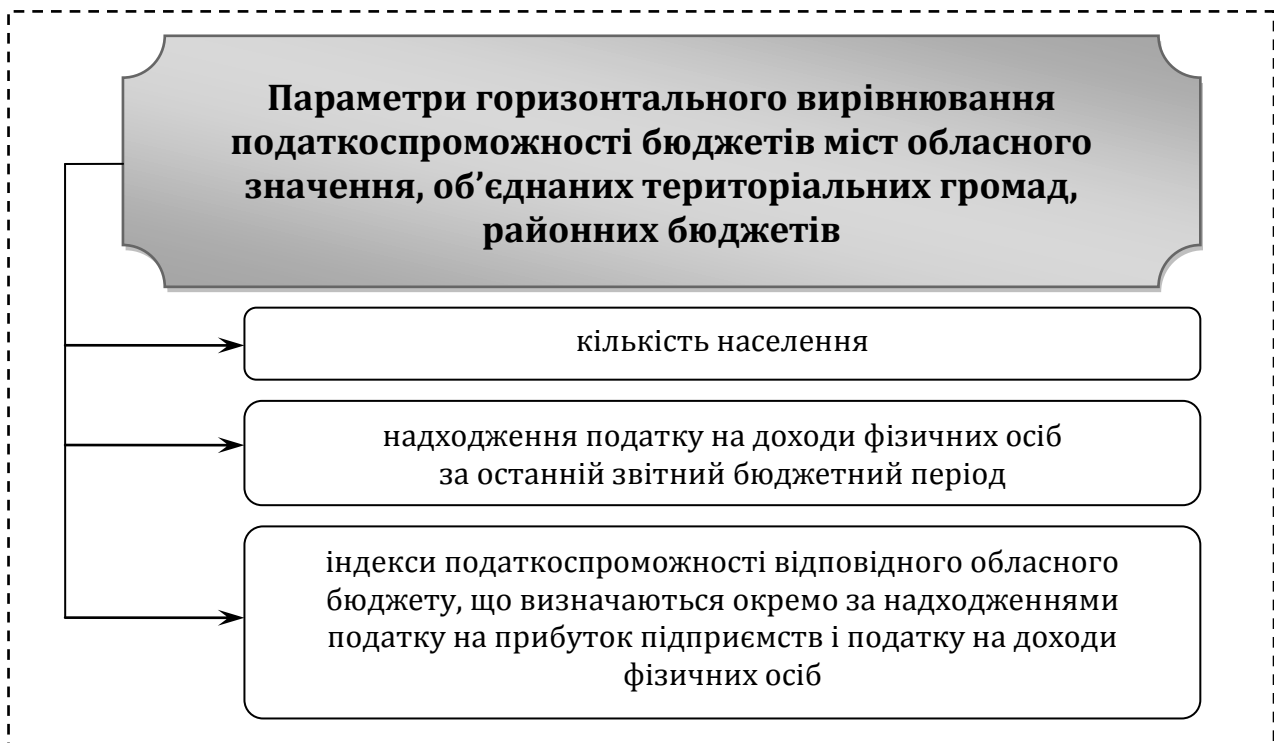 Параметри горизонтального вирівнювання
податкоспроможності бюджетів міст обласного
значення, об’єднаних територіальних громад,
районних бюджетів
кількість населення
надходження податку на доходи фізичних осіб
за останній звітний бюджетний період
індекси податкоспроможності відповідного обласного
бюджету, що визначаються окремо за надходженнями
податку на прибуток підприємств і податку на доходи
фізичних осіб